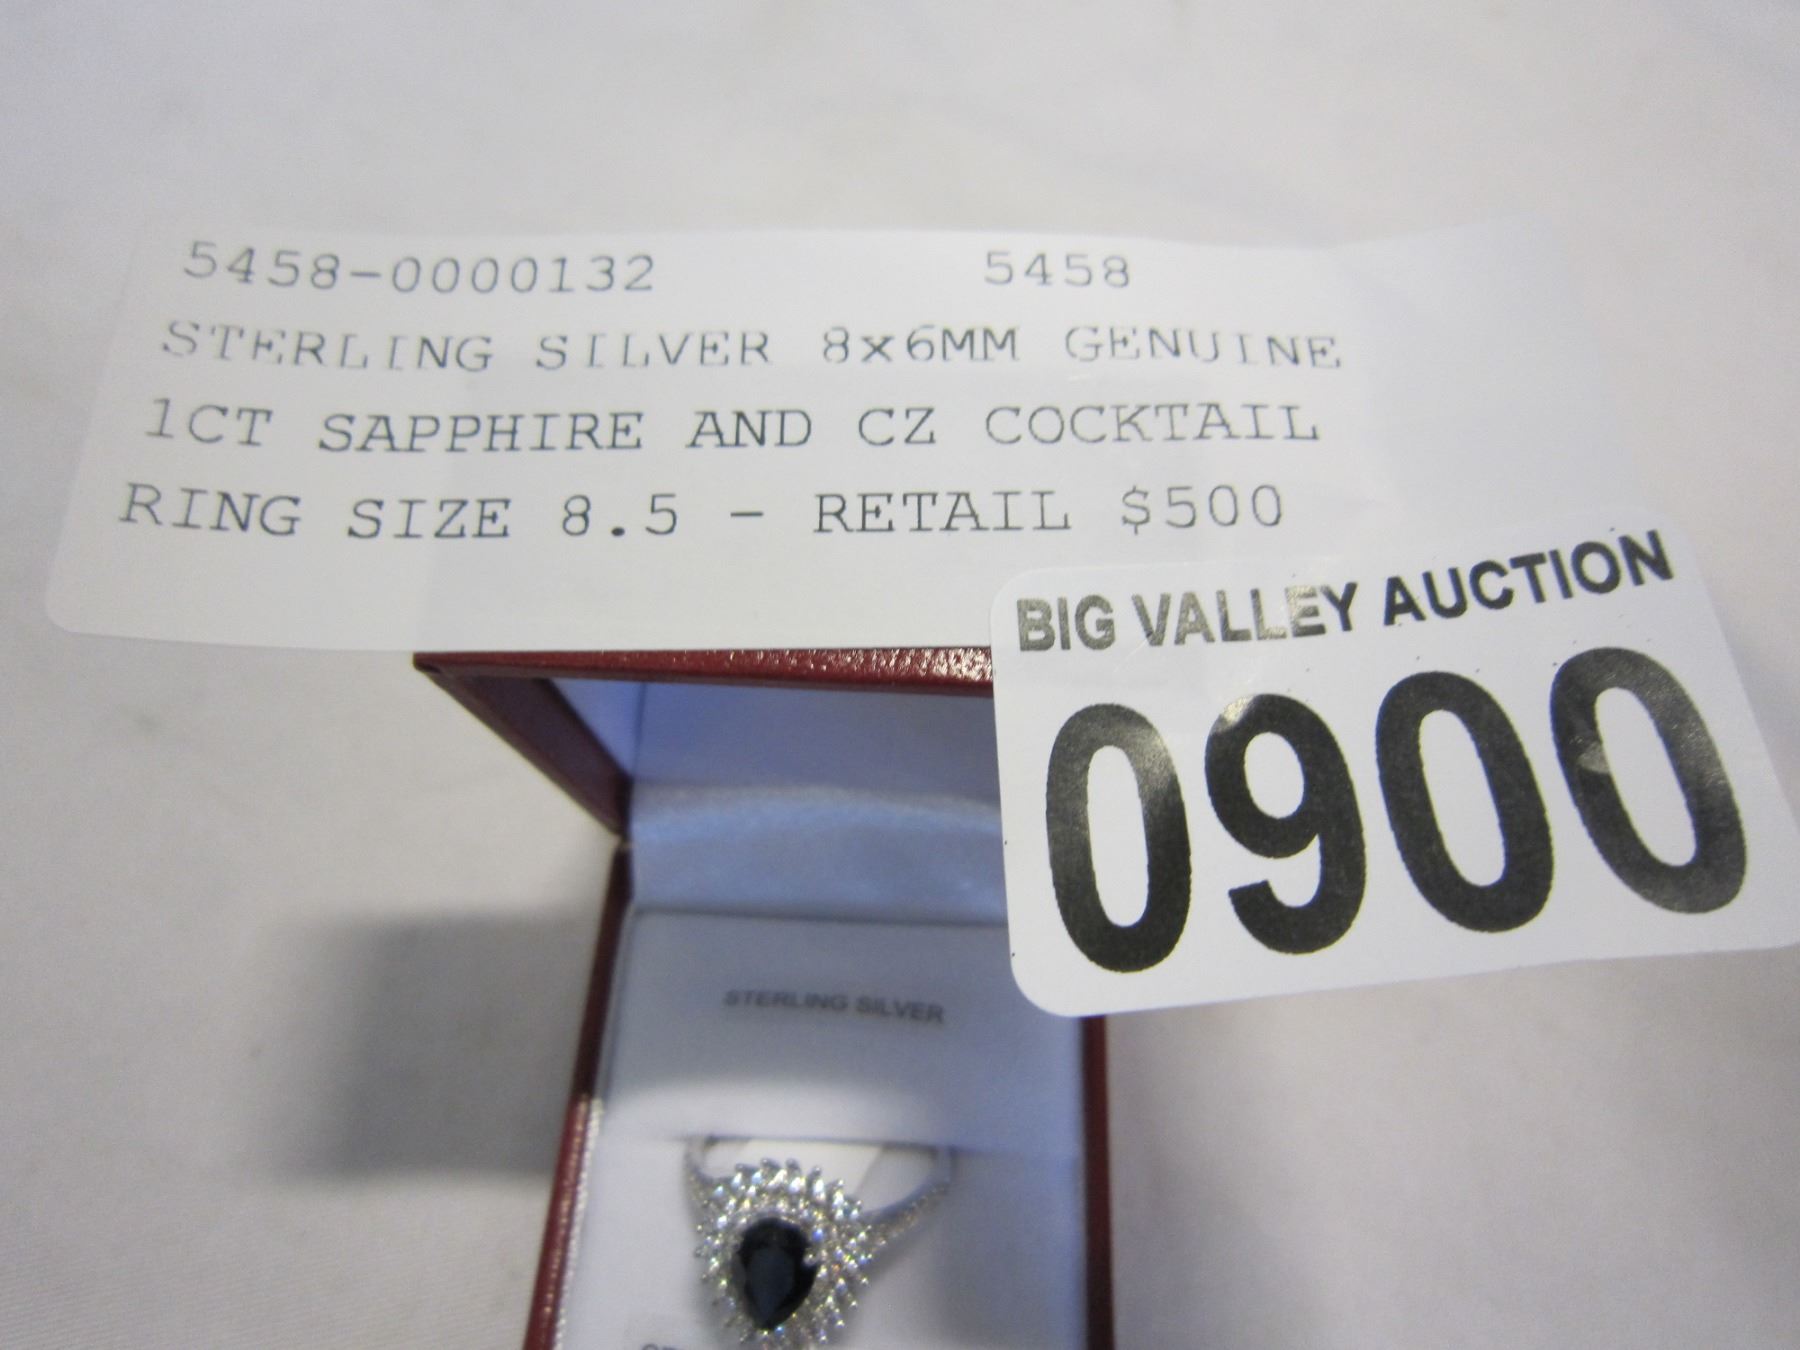 5458-0000132 5458
STERLING SILVER 8x6MM GENUINE
1CT SAPPHIRE AND CZ COCKTAIL
RING SIZE 8.5 - RETAIL $500
BIG VALLEY AUCTION
0900
STERLING SILVER